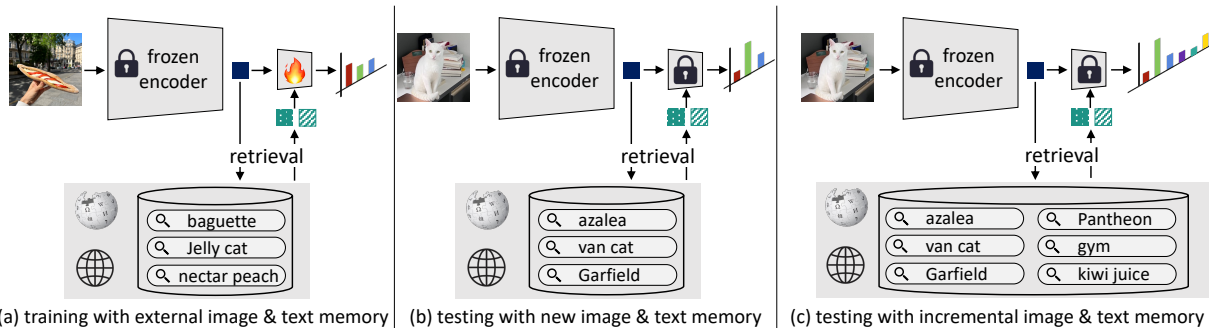 frozen
encoder
retrieval
baguette
Jelly cat
nectar peach
(a) training with external image & text memory
frozen
encoder
retrieval
azalea
van cat
Garfield
(b) testing with new image & text memory
frozen
encoder
retrieval
azalea
van cat
Garfield
Pantheon
gym
kiwi juice
(c) testing with incremental image & text memory